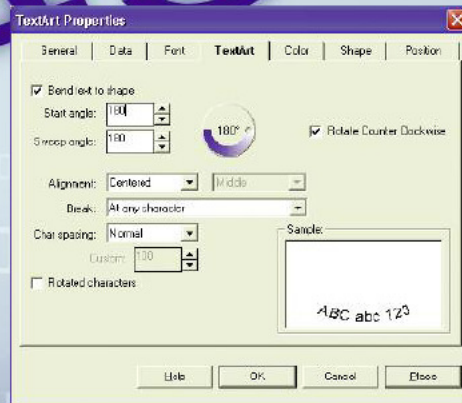 TextArt Properties
General Data Font TextArt Color Shape Position
Bend text to shape
Start angle: 180
180°
Rotate Counter Clockwise
Sweep angle: 180
Alignment: Centered Middle
Break: At any character
Char spacing: Normal
Custom: 100
Rotated characters
Sample:
ABC abc 123
Help OK Cancel Place